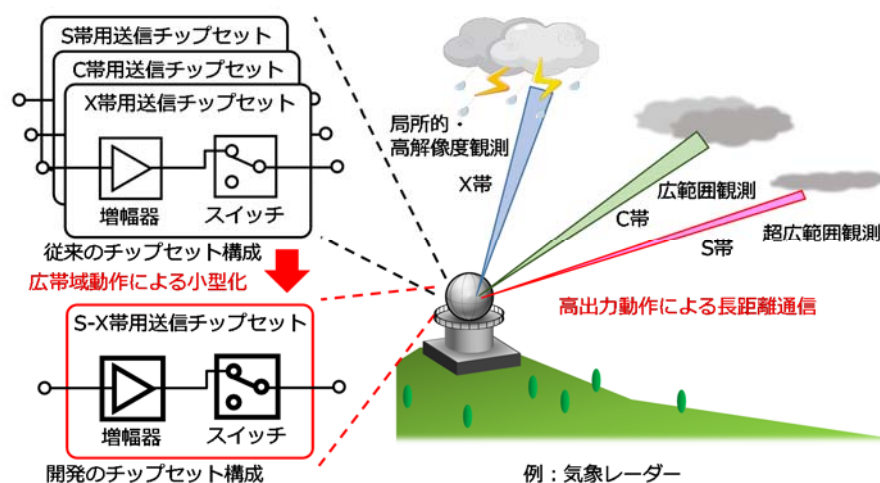 S帯用送信チップセット
C帯用送信チップセット
X帯用送信チップセット
増幅器
スイッチ
従来のチップセット構成
広帯域動作による小型化
S-X帯用送信チップセット
増幅器
スイッチ
開発のチップセット構成
局所的・
高解像度観測
X帯
広範囲観測
C帯
超広範囲観測
S帯
高出力動作による長距離通信
例：気象レーダー